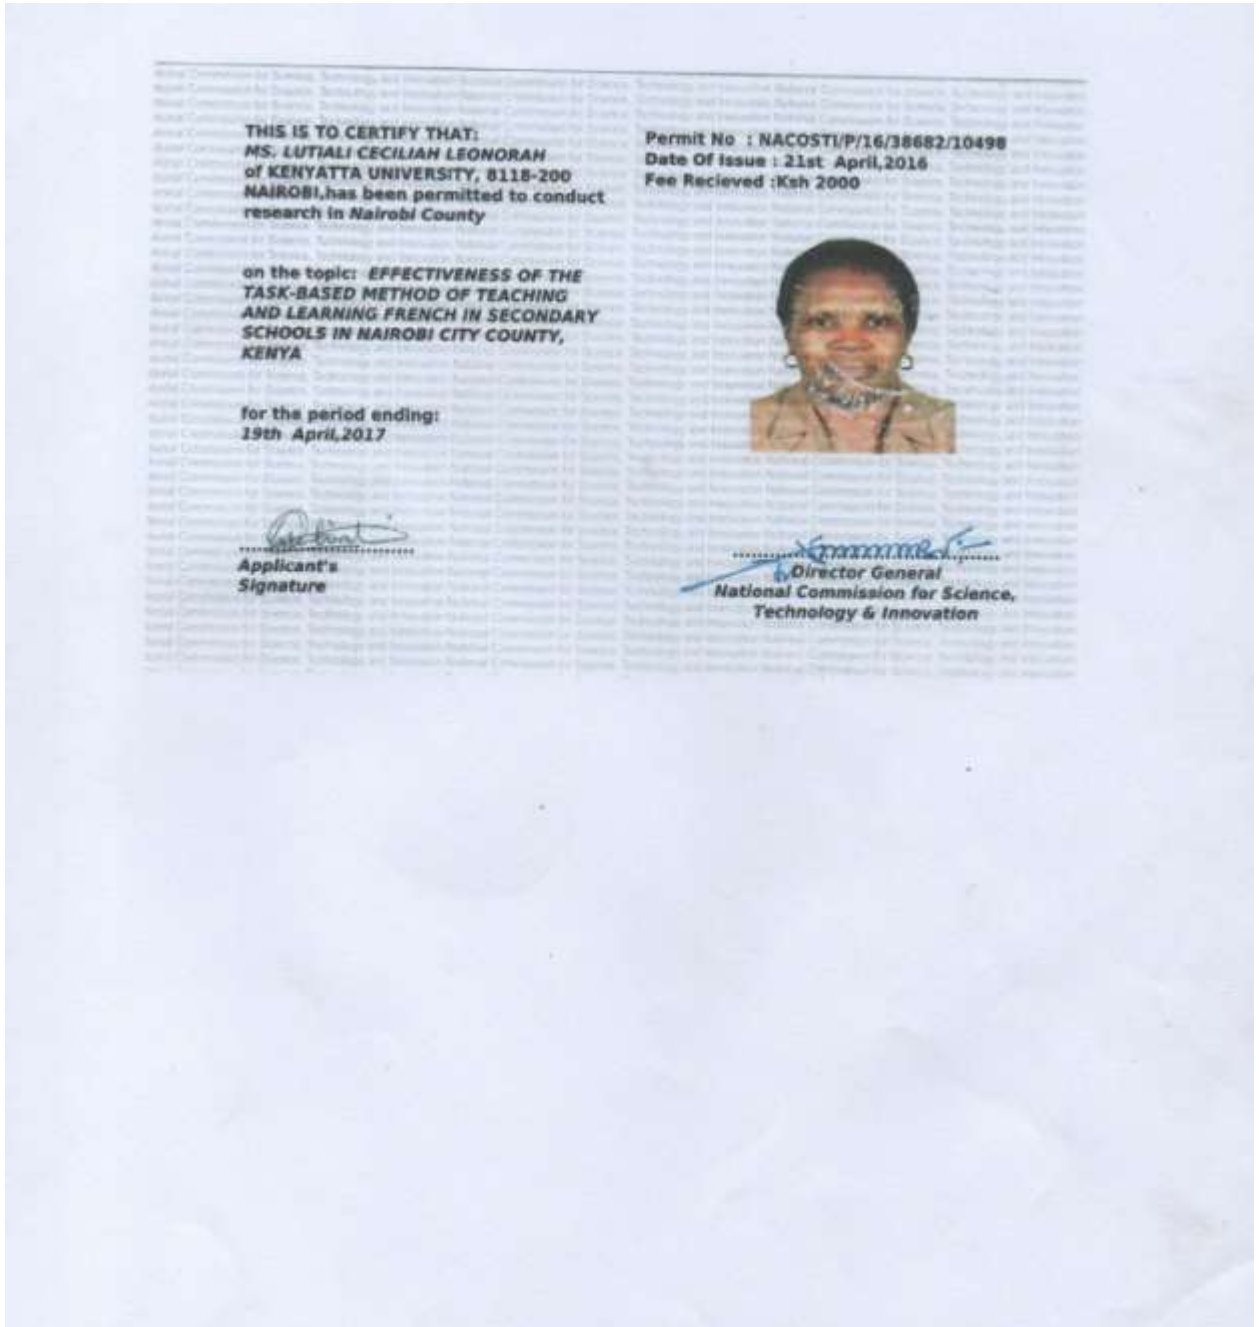 THIS IS TO CERTIFY THAT:
MS. LUTIALI CECILIAH LEONORAH
of KENYATTA UNIVERSITY, 8118-200
NAIROBI,has been permitted to conduct
research in Nairobi County
on the topic: EFFECTIVENESS OF THE
TASK-BASED METHOD OF TEACHING
AND LEARNING FRENCH IN SECONDARY
SCHOOLS IN NAIROBI CITY COUNTY,
KENYA
for the period ending:
19th April,2017
Applicant's
Signature
Permit No : NACOSTI/P/16/38682/10498
Date Of Issue : 21st April,2016
Fee Recieved :Ksh 2000
Director General
National Commission for Science,
Technology & Innovation